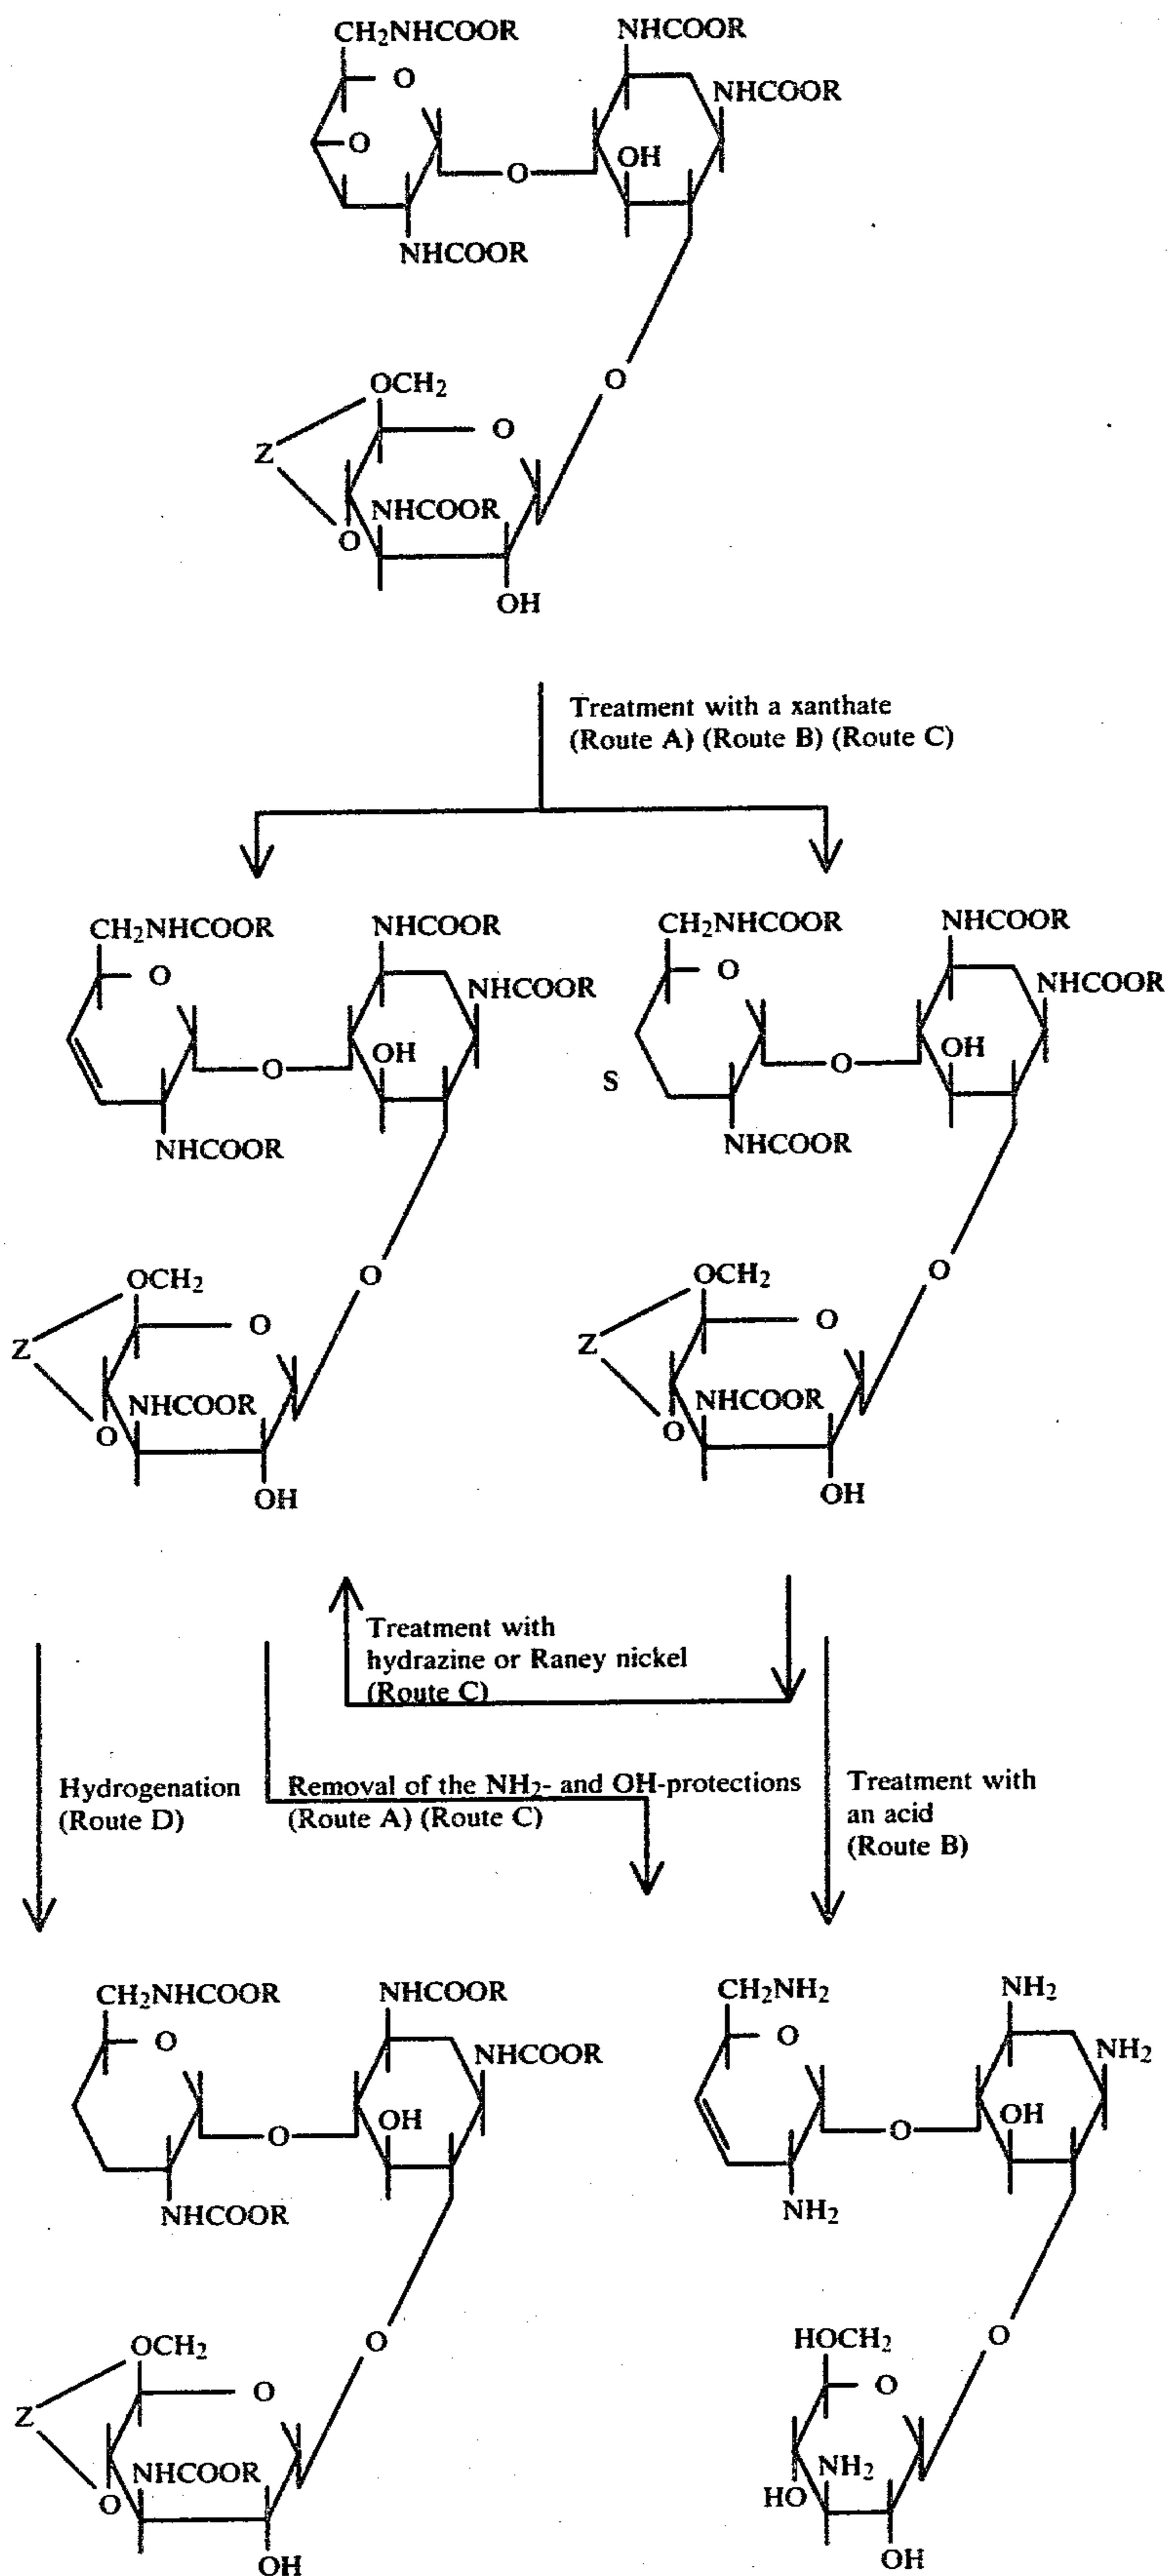 CH2NHCOOR NHCOOR
O NHCOOR
O OH
O
NHCOOR
O
OCH2
O
Z
NHCOOR
O
OH
Treatment with a xanthate
(Route A) (Route B) (Route C)
CH2NHCOOR NHCOOR CH2NHCOOR NHCOOR
O NHCOOR O NHCOOR
OH OH
O S O
NHCOOR NHCOOR
O O
OCH2 OCH2
O O
Z Z
NHCOOR NHCOOR
O O
OH OH
Treatment with
hydrazine or Raney nickel
(Route C)
Hydrogenation Removal of the NH2- and OH-protections Treatment with
(Route D) (Route A) (Route C) an acid
(Route B)
CH2NHCOOR NHCOOR CH2NH2 NH2
O NHCOOR O NH2
OH OH
O O
NHCOOR NH2
O O
OCH2 HOCH2
O O
Z
NHCOOR NH2
O HO
OH OH